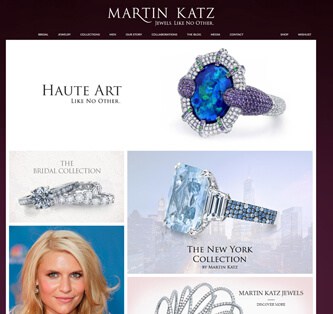 MARTIN KATZ
JEWELS. LIKE NO OTHER.
BRIDAL JEWELRY COLLECTIONS MEN OUR STORY COLLABORATIONS THE BLOG MEDIA CONTACT SHOP WISHLIST
HAUTE ART
LIKE NO OTHER.
THE
BRIDAL COLLECTION
THE NEW YORK
COLLECTION
BY MARTIN KATZ
MARTIN KATZ JEWELS
DISCOVER MORE